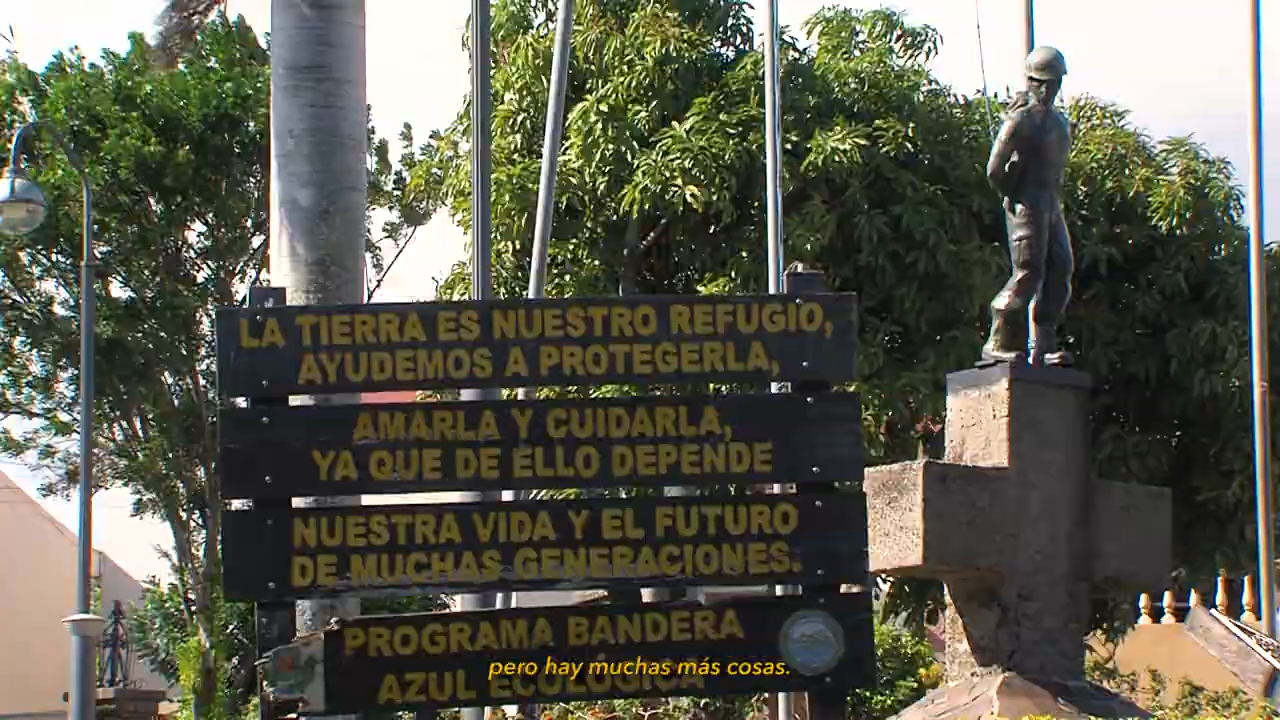 LA TIERRA ES NUESTRO REFUGIO,
AYUDEMOS A PROTEGERLA,
AMARLA Y CUIDARLA,
YA QUE DE ELLO DEPENDE
NUESTRA VIDA Y EL FUTURO
DE MUCHAS GENERACIONES.
PROGRAMA BANDERA
pero hay muchas más cosas.
AZUL ECOLÓGICA